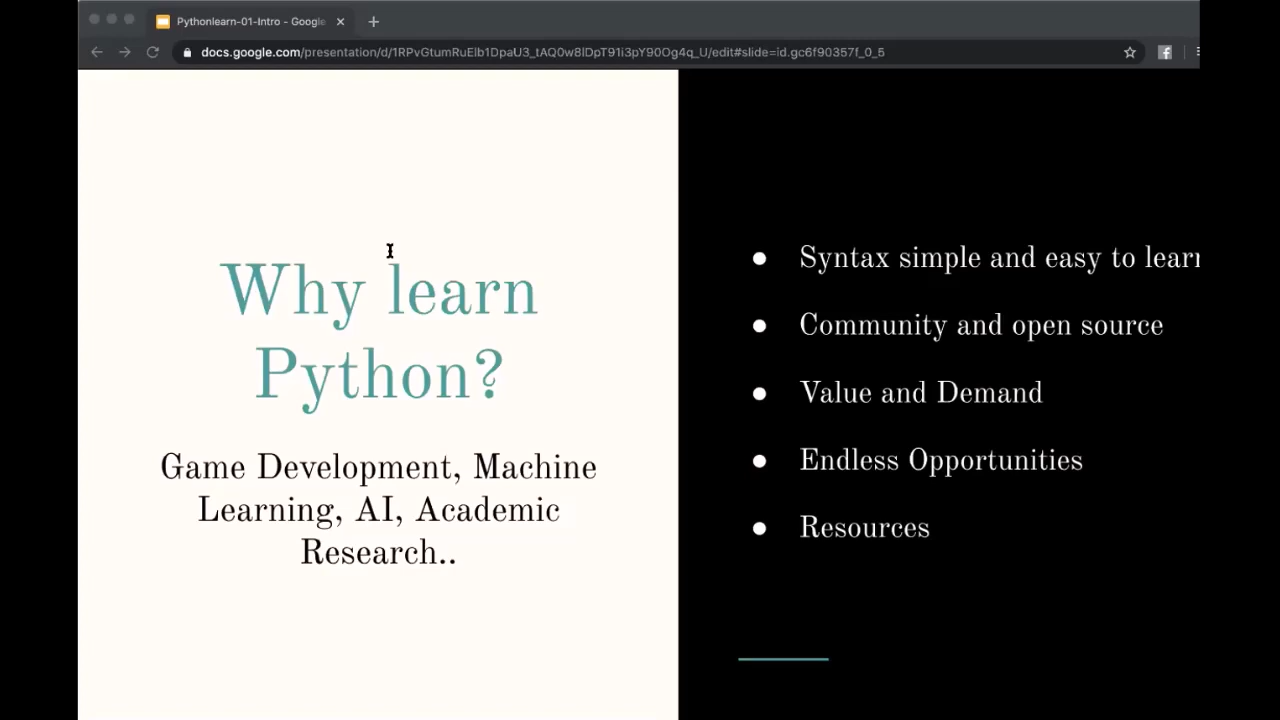 Pythonlearn-01-Intro - Google
docs.google.com/presentation/d/1RPvGtumRuElb1DpaU3_tAQ0w8lDpT91i3pY90Og4q_U/edit#slide=id.gc6f90357f_0_5
Why learn
Python?
Game Development, Machine
Learning, AI, Academic
Research..
● Syntax simple and easy to learn
● Community and open source
● Value and Demand
● Endless Opportunities
● Resources